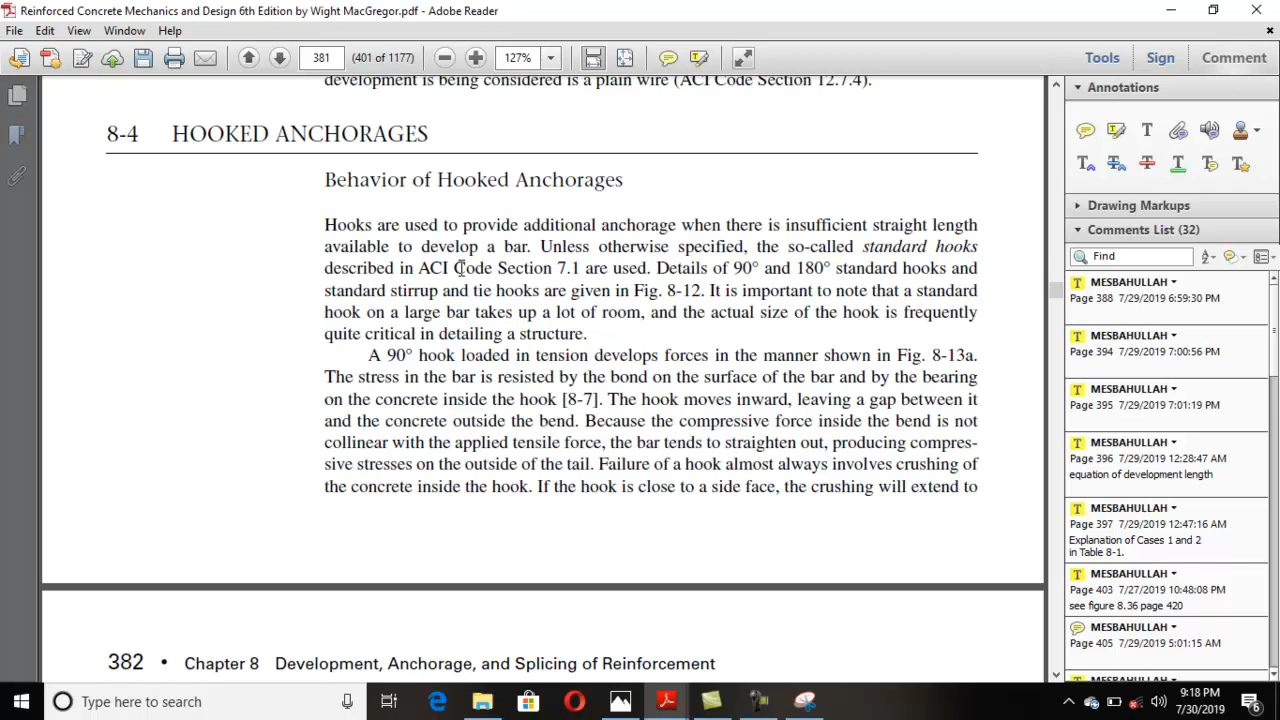 Reinforced Concrete Mechanics and Design 6th Edition by Wight MacGregor.pdf - Adobe Reader
File Edit View Window Help
381 (401 of 1177) 127% Tools Sign Comment
development is being considered is a plain wire (ACI Code Section 12.7.4).
8-4 HOOKED ANCHORAGES
Behavior of Hooked Anchorages
Hooks are used to provide additional anchorage when there is insufficient straight length
available to develop a bar. Unless otherwise specified, the so-called standard hooks
described in ACI Code Section 7.1 are used. Details of 90° and 180° standard hooks and
standard stirrup and tie hooks are given in Fig. 8-12. It is important to note that a standard
hook on a large bar takes up a lot of room, and the actual size of the hook is frequently
quite critical in detailing a structure.
A 90° hook loaded in tension develops forces in the manner shown in Fig. 8-13a.
The stress in the bar is resisted by the bond on the surface of the bar and by the bearing
on the concrete inside the hook [8-7]. The hook moves inward, leaving a gap between it
and the concrete outside the bend. Because the compressive force inside the bend is not
collinear with the applied tensile force, the bar tends to straighten out, producing compres-
sive stresses on the outside of the tail. Failure of a hook almost always involves crushing of
the concrete inside the hook. If the hook is close to a side face, the crushing will extend to
382 • Chapter 8 Development, Anchorage, and Splicing of Reinforcement
Annotations
Drawing Markups
Comments List (32)
Find
MESBAHULLAH
Page 388 7/29/2019 6:59:30 PM
MESBAHULLAH
Page 394 7/29/2019 7:00:56 PM
MESBAHULLAH
Page 395 7/29/2019 7:01:19 PM
MESBAHULLAH
Page 396 7/29/2019 12:28:47 AM
equation of development length
MESBAHULLAH
Page 397 7/29/2019 12:47:16 AM
Explanation of Cases 1 and 2
in Table 8-1.
MESBAHULLAH
Page 403 7/27/2019 10:48:08 PM
see figure 8.36 page 420
MESBAHULLAH
Page 405 7/29/2019 5:01:15 AM
Type here to search
9:18 PM
7/30/2019
6